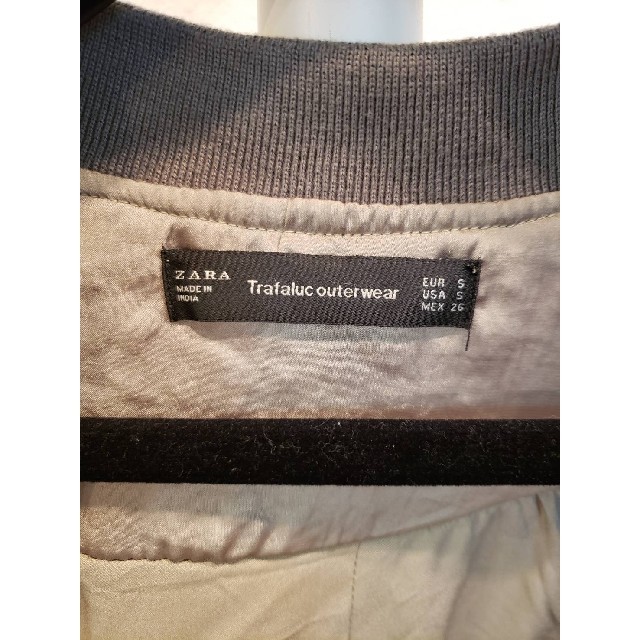 ZARA
MADE IN
INDIA
Trafaluc outerwear
EUR S
USA S
MEX 26